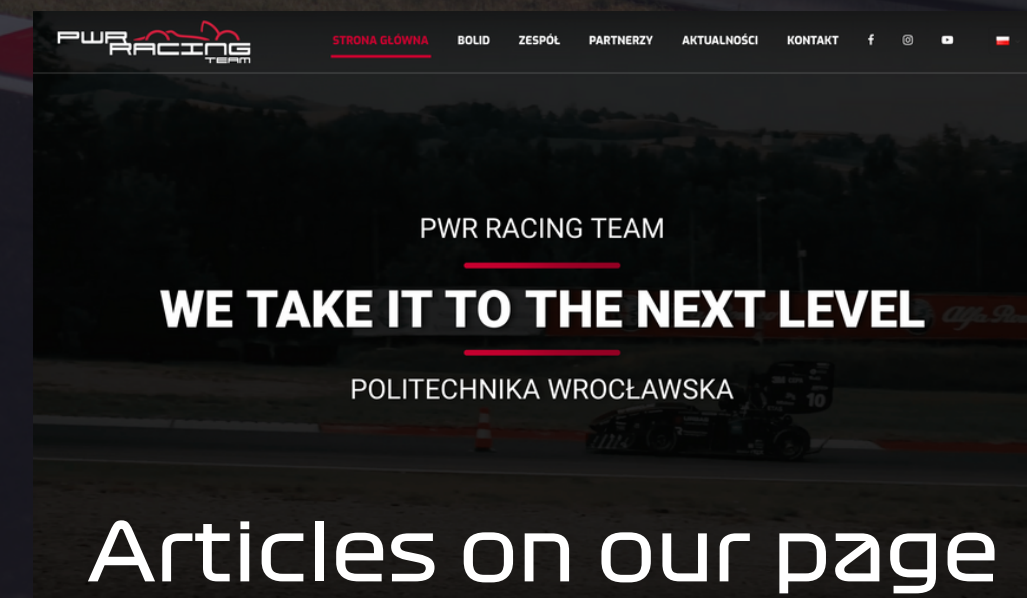 PWR
RACING
TEAM
STRONA GŁÓWNA BOLID ZESPÓŁ PARTNERZY AKTUALNOŚCI KONTAKT
PWR RACING TEAM
WE TAKE IT TO THE NEXT LEVEL
POLITECHNIKA WROCŁAWSKA
10
Articles on our page